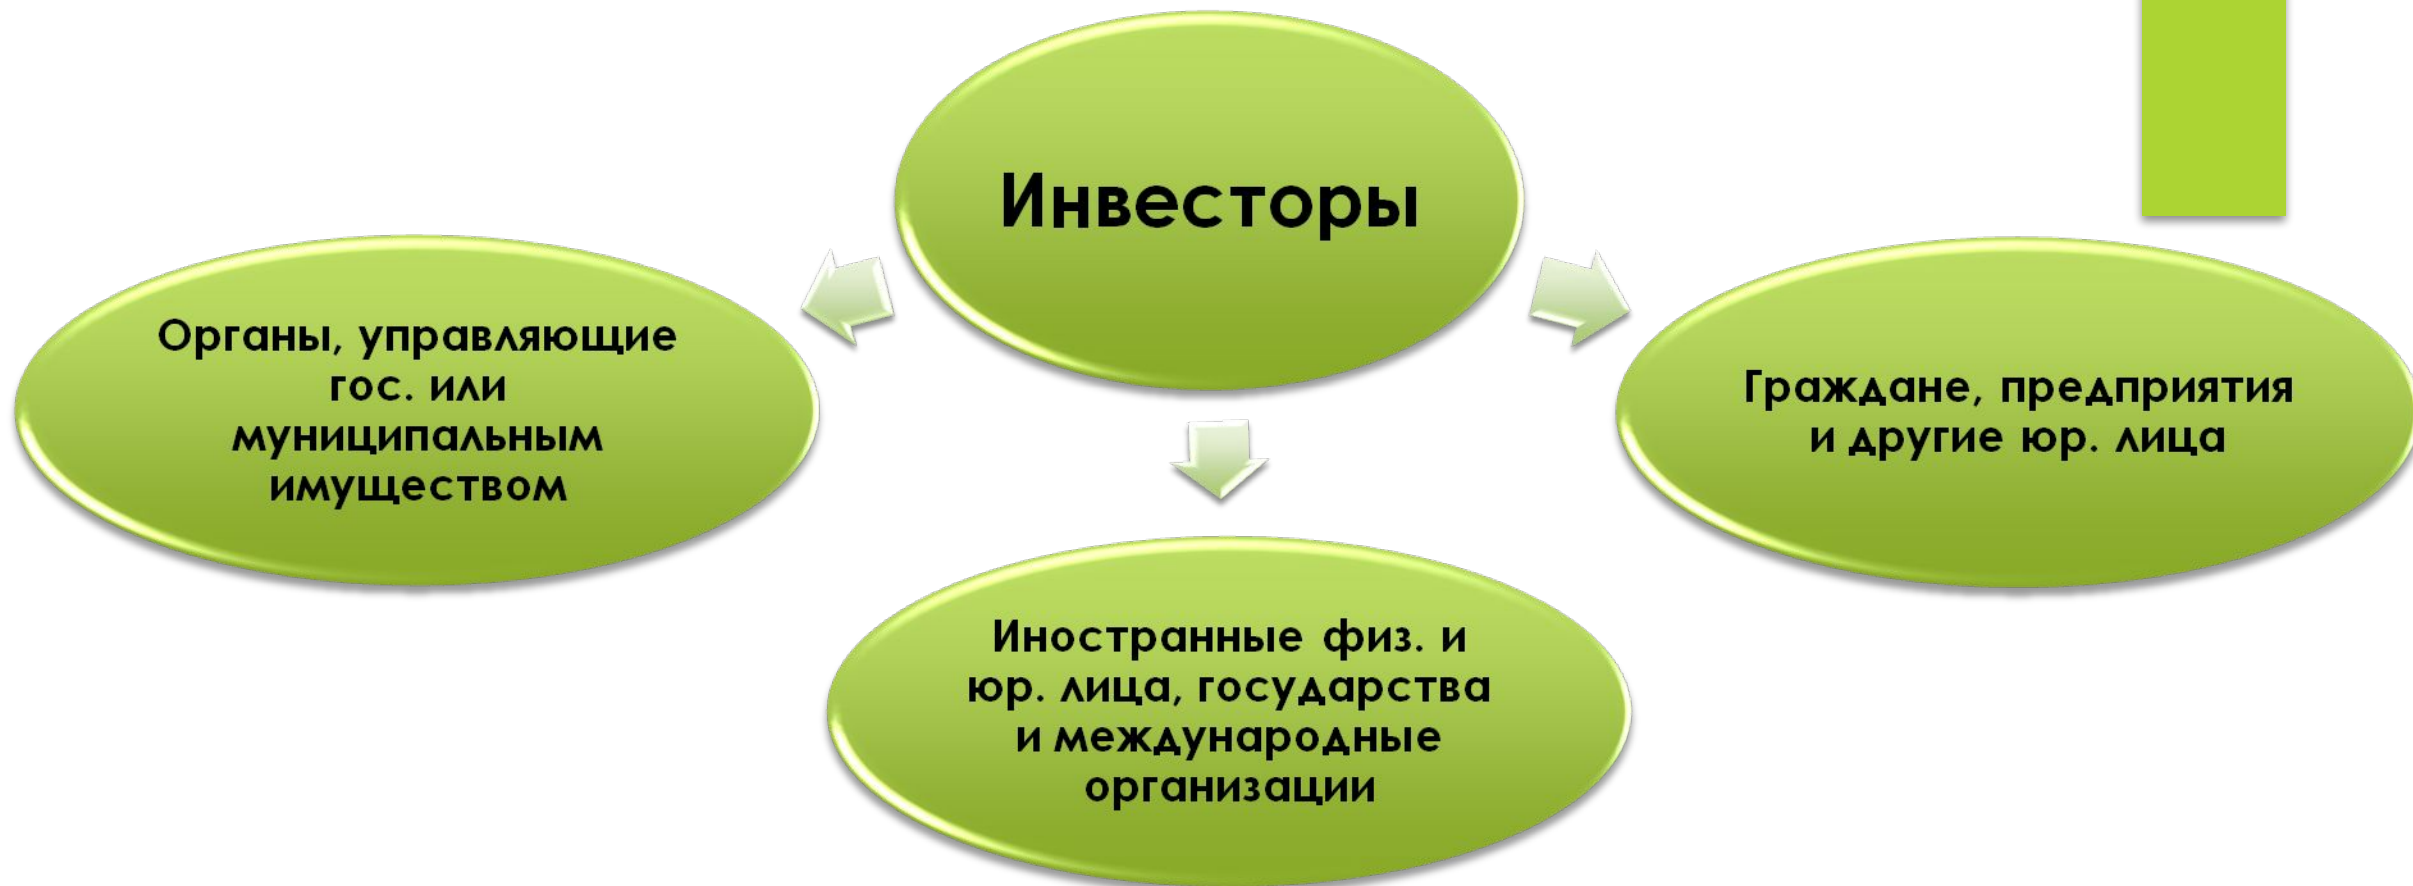 Инвесторы
Органы, управляющие
гос. или
муниципальным
имуществом
Граждане, предприятия
и другие юр. лица
Иностранные физ. и
юр. лица, государства
и международные
организации